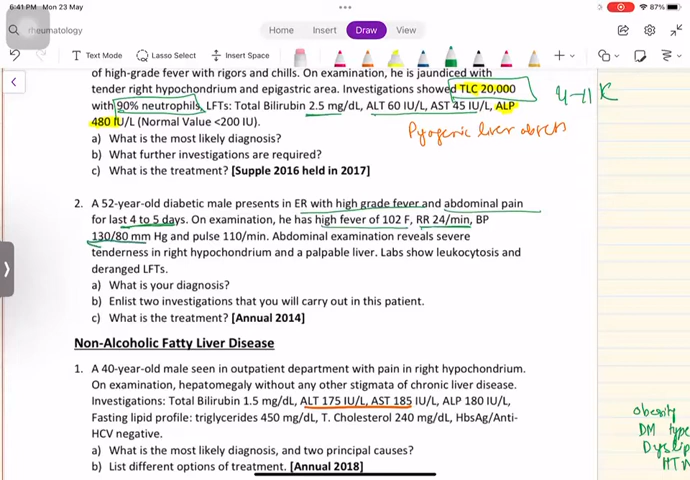 6:41 PM Mon 23 May
87%
rheumatology
Home Insert Draw View
Text Mode Lasso Select Insert Space
of high-grade fever with rigors and chills. On examination, he is jaundiced with
tender right hypochondrium and epigastric area. Investigations showed TLC 20,000
with 90% neutrophils, LFTs: Total Bilirubin 2.5 mg/dL, ALT 60 IU/L, AST 45 IU/L, ALP
480 IU/L (Normal Value <200 IU).
4-11 K
Pyogenic liver abscess
a) What is the most likely diagnosis?
b) What further investigations are required?
c) What is the treatment? [Supple 2016 held in 2017]
2. A 52-year-old diabetic male presents in ER with high grade fever and abdominal pain
for last 4 to 5 days. On examination, he has high fever of 102 F, RR 24/min, BP
130/80 mm Hg and pulse 110/min. Abdominal examination reveals severe
tenderness in right hypochondrium and a palpable liver. Labs show leukocytosis and
deranged LFTs.
a) What is your diagnosis?
b) Enlist two investigations that you will carry out in this patient.
c) What is the treatment? [Annual 2014]
Non-Alcoholic Fatty Liver Disease
1. A 40-year-old male seen in outpatient department with pain in right hypochondrium.
On examination, hepatomegaly without any other stigmata of chronic liver disease.
Investigations: Total Bilirubin 1.5 mg/dL, ALT 175 IU/L, AST 185 IU/L, ALP 180 IU/L,
Fasting lipid profile: triglycerides 450 mg/dL, T. Cholesterol 240 mg/dL, HbsAg/Anti-
HCV negative.
a) What is the most likely diagnosis, and two principal causes?
b) List different options of treatment. [Annual 2018]
obesity
DM type
Dyslip
HTN